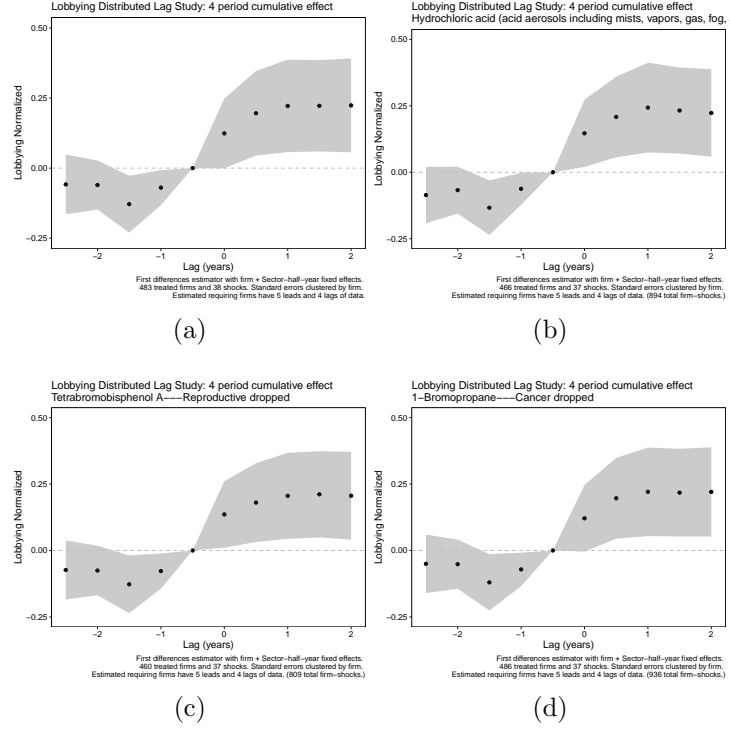 Lobbying Distributed Lag Study: 4 period cumulative effect
Lobbying Normalized
0.50
0.25
0.00
−0.25
−2
−1
0
1
2
Lag (years)
First differences estimator with firm + Sector−half−year fixed effects.
483 treated firms and 38 shocks. Standard errors clustered by firm.
Estimated requiring firms have 5 leads and 4 lags of data.
(a)
Lobbying Distributed Lag Study: 4 period cumulative effect
Hydrochloric acid (acid aerosols including mists, vapors, gas, fog,
Lobbying Normalized
0.50
0.25
0.00
−0.25
−2
−1
0
1
2
Lag (years)
First differences estimator with firm + Sector−half−year fixed effects.
466 treated firms and 37 shocks. Standard errors clustered by firm.
Estimated requiring firms have 5 leads and 4 lags of data. (894 total firm−shocks.)
(b)
Lobbying Distributed Lag Study: 4 period cumulative effect
Tetrabromobisphenol A−−−Reproductive dropped
Lobbying Normalized
0.50
0.25
0.00
−0.25
−2
−1
0
1
2
Lag (years)
First differences estimator with firm + Sector−half−year fixed effects.
460 treated firms and 37 shocks. Standard errors clustered by firm.
Estimated requiring firms have 5 leads and 4 lags of data. (809 total firm−shocks.)
(c)
Lobbying Distributed Lag Study: 4 period cumulative effect
1−Bromopropane−−−Cancer dropped
Lobbying Normalized
0.50
0.25
0.00
−0.25
−2
−1
0
1
2
Lag (years)
First differences estimator with firm + Sector−half−year fixed effects.
486 treated firms and 37 shocks. Standard errors clustered by firm.
Estimated requiring firms have 5 leads and 4 lags of data. (936 total firm−shocks.)
(d)